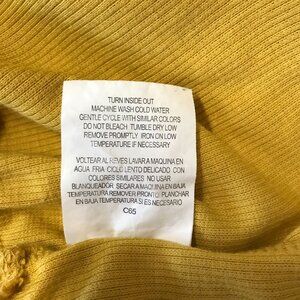 TURN INSIDE OUT
MACHINE WASH COLD WATER
GENTLE CYCLE WITH SIMILAR COLORS
DO NOT BLEACH TUMBLE DRY LOW
REMOVE PROMPTLY IRON ON LOW
TEMPERATURE IF NECESSARY
VOLTEAR AL REVES LAVAR A MAQUINA EN
AGUA FRIA CICLO LENTO DELICADO CON
COLORES SIMILARES NO USAR
BLANQUEADOR SECAR A MAQUINA EN BAJA
TEMPERATURA REMOVER PRONTO PLANCHAR
EN BAJA TEMPERATURA SI ES NECESARIO
C65